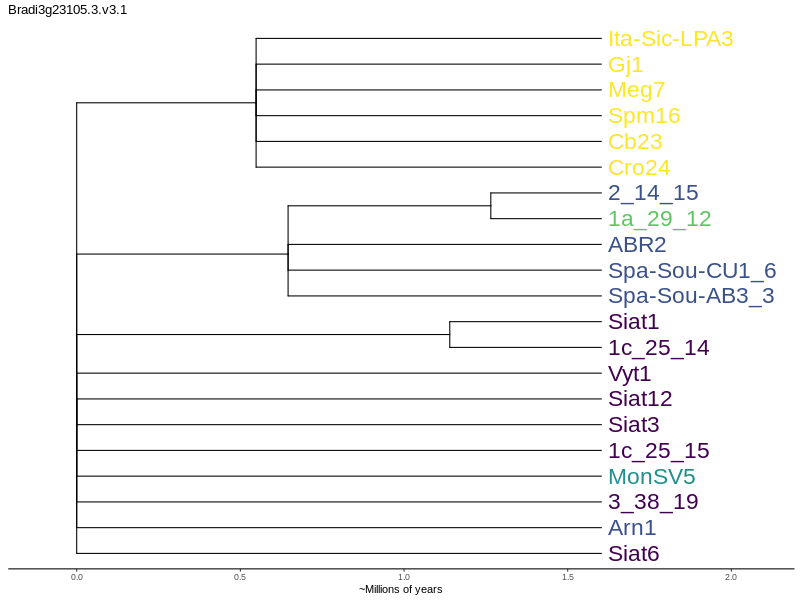 Bradi3g23105.3.v3.1
Ita-Sic-LPA3
Gj1
Meg7
Spm16
Cb23
Cro24
2_14_15
1a_29_12
ABR2
Spa-Sou-CU1_6
Spa-Sou-AB3_3
Siat1
1c_25_14
Vyt1
Siat12
Siat3
1c_25_15
MonSV5
3_38_19
Arn1
Siat6
0.0 0.5 1.0 1.5 2.0
~Millions of years